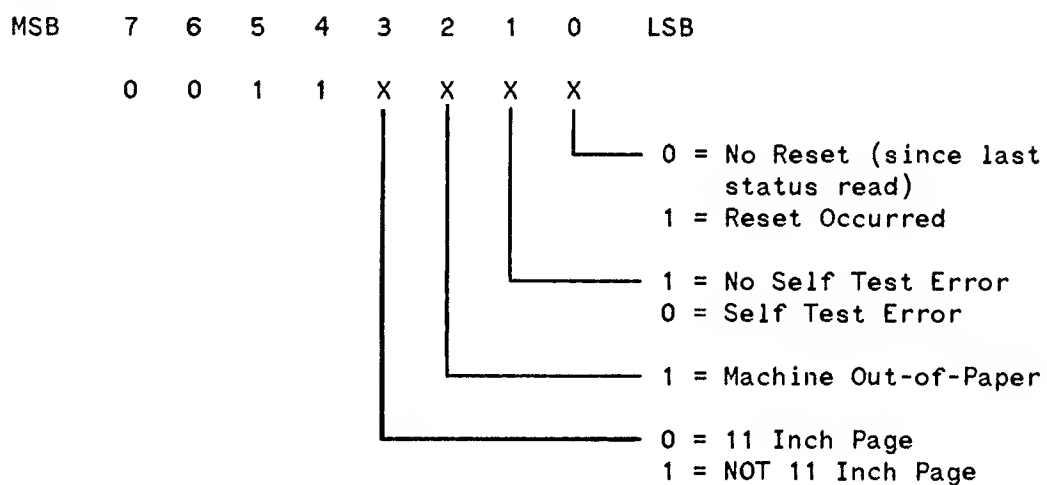 MSB 7 6 5 4 3 2 1 0 LSB
0 0 1 1 X X X X
0 = No Reset (since last
status read)
1 = Reset Occurred
1 = No Self Test Error
0 = Self Test Error
1 = Machine Out-of-Paper
0 = 11 Inch Page
1 = NOT 11 Inch Page